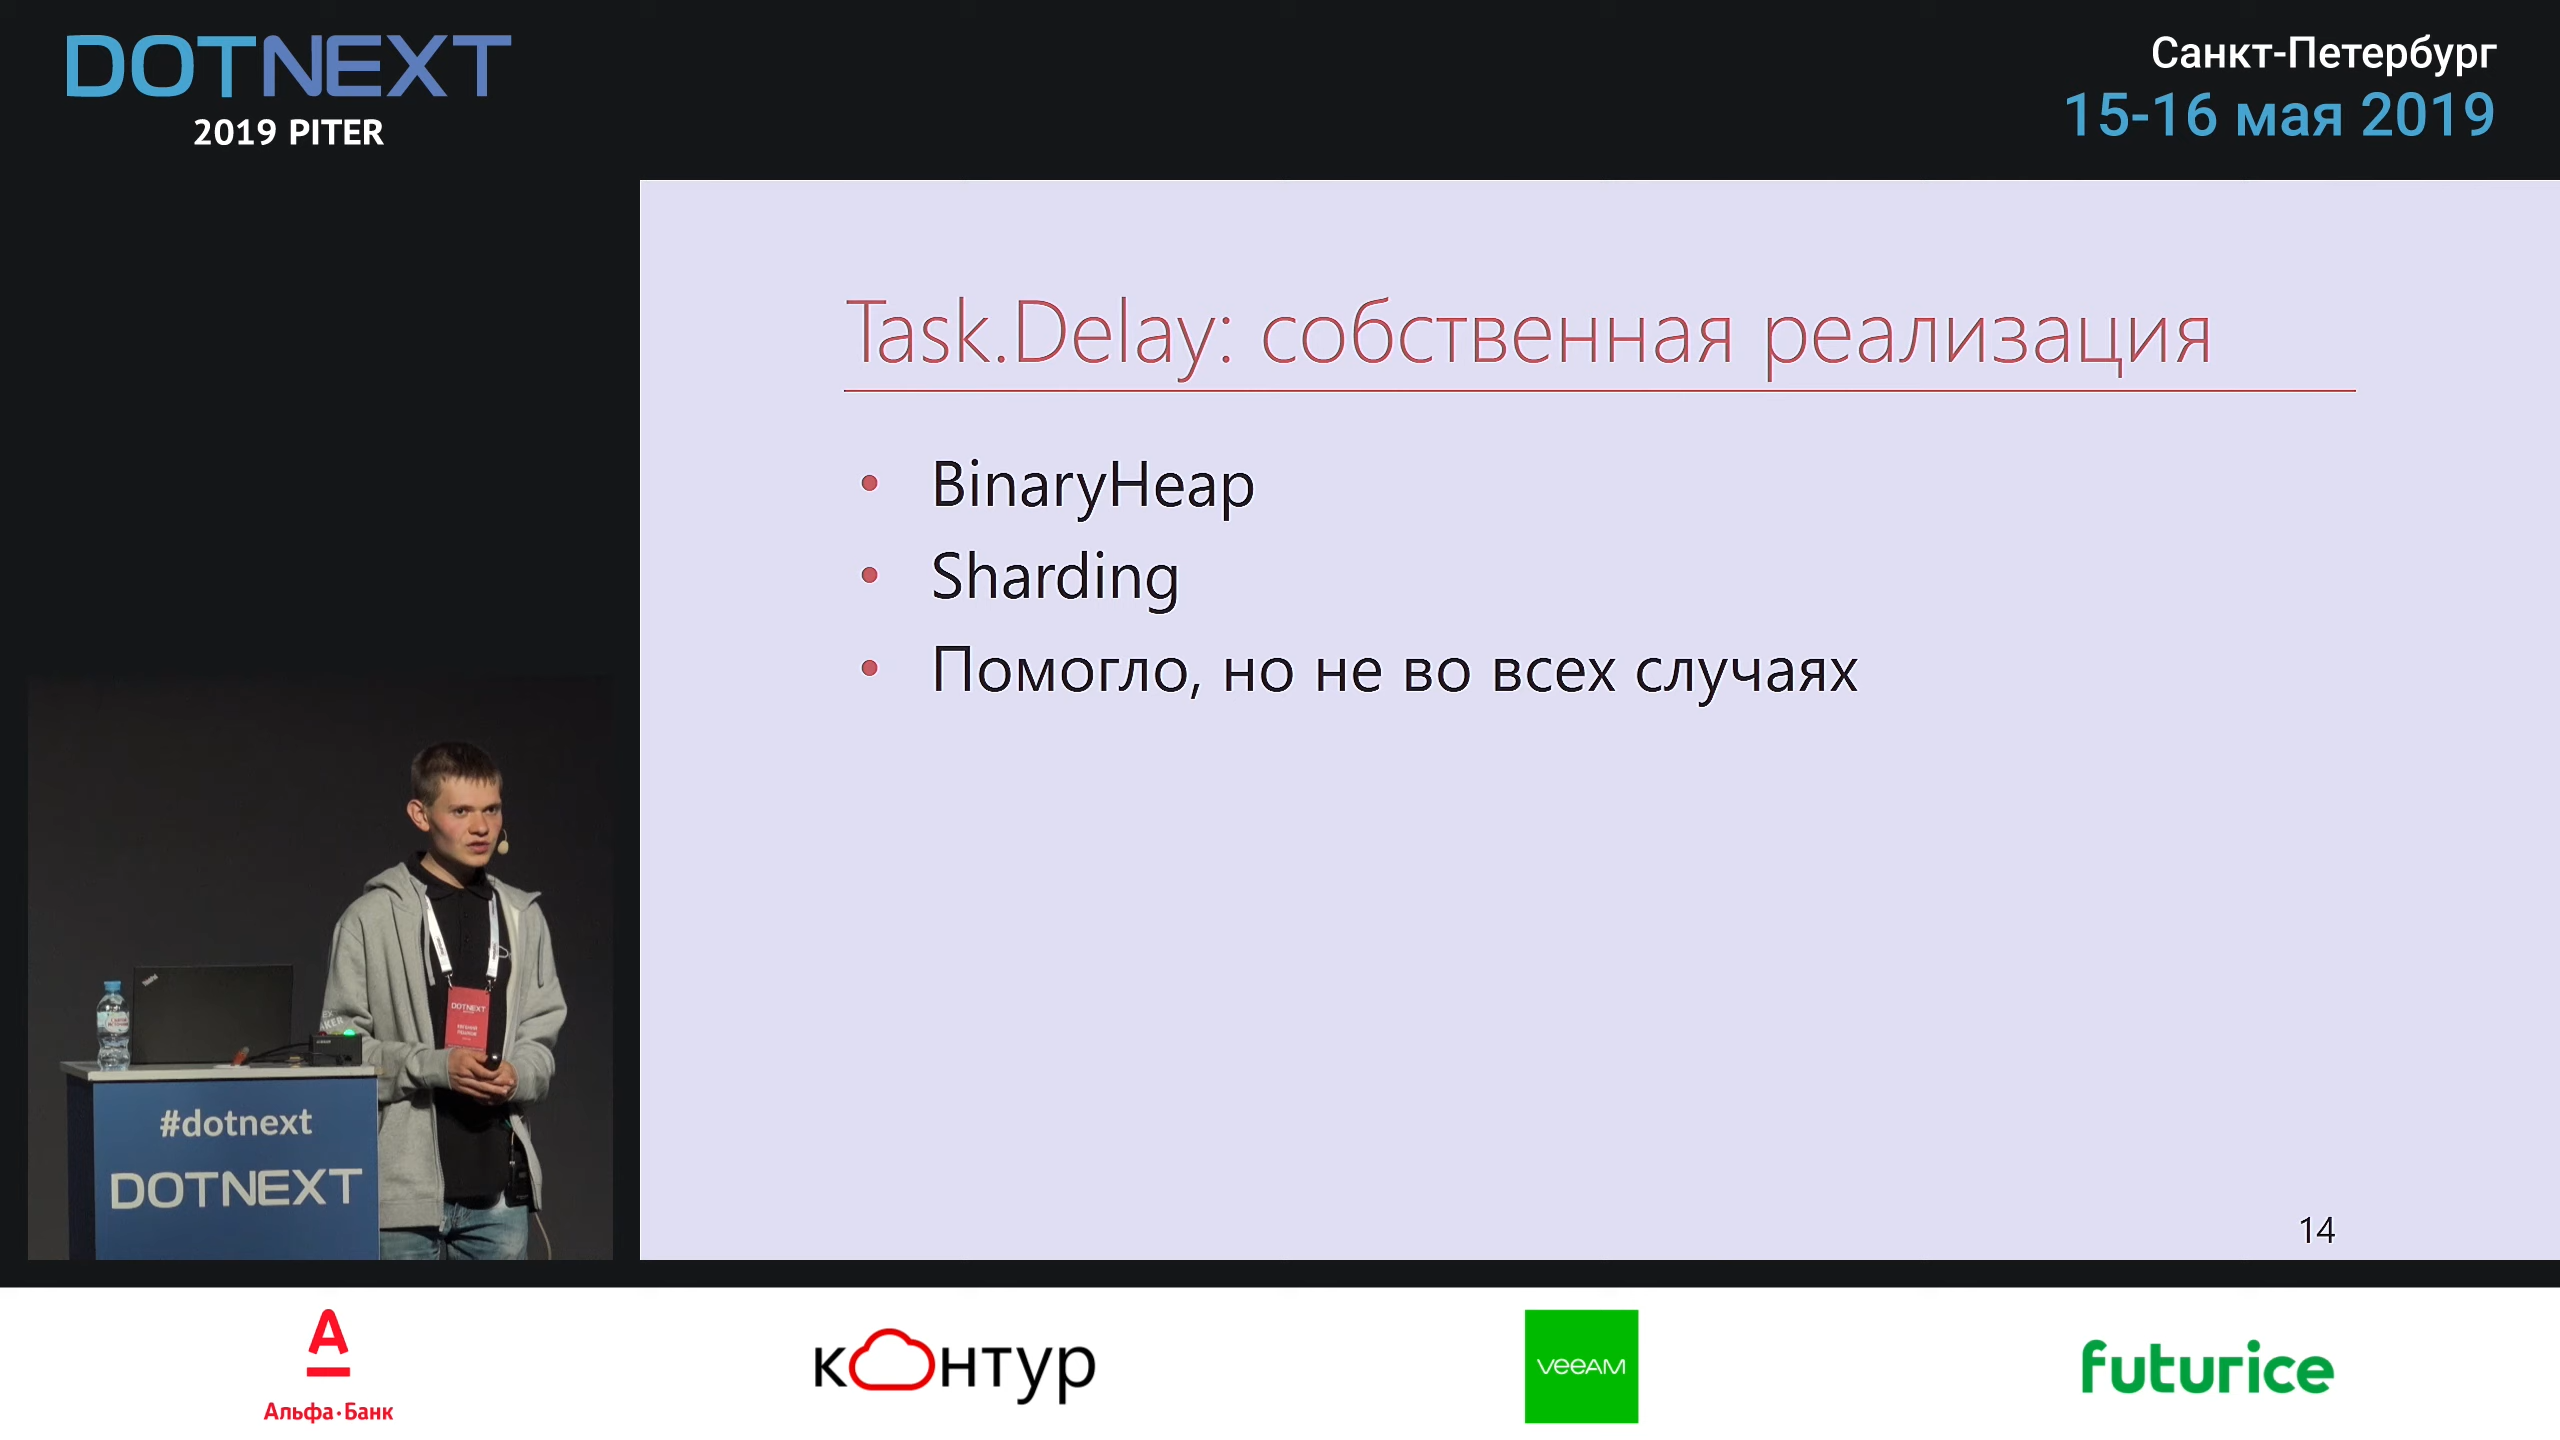 DOTNEXT
2019 PITER
Санкт-Петербург
15-16 мая 2019
Task.Delay: собственная реализация
• BinaryHeap
• Sharding
• Помогло, но не во всех случаях
14
DOTNEXT
#dotnext
DOTNEXT
А
Альфа·Банк
контур
veeam
futurice